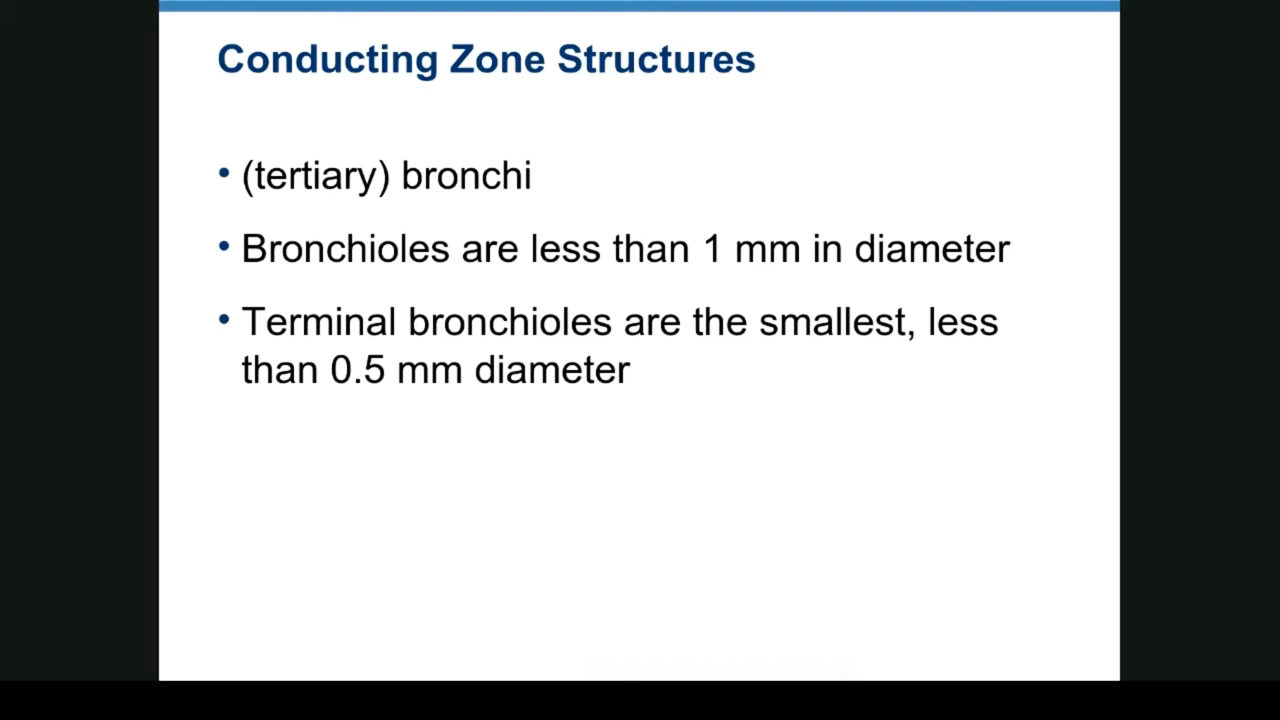 Conducting Zone Structures
• (tertiary) bronchi
• Bronchioles are less than 1 mm in diameter
• Terminal bronchioles are the smallest, less
than 0.5 mm diameter